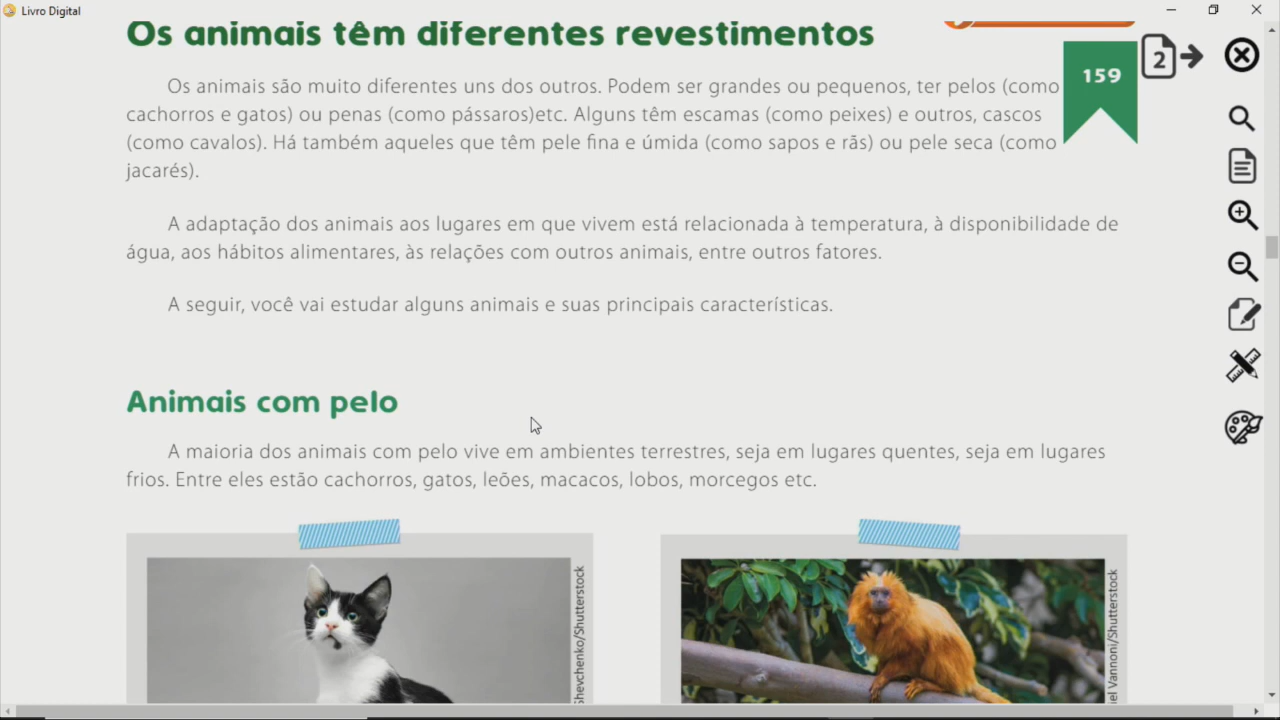 Livro Digital
Os animais têm diferentes revestimentos
159
2
Os animais são muito diferentes uns dos outros. Podem ser grandes ou pequenos, ter pelos (como
cachorros e gatos) ou penas (como pássaros)etc. Alguns têm escamas (como peixes) e outros, cascos
(como cavalos). Há também aqueles que têm pele fina e úmida (como sapos e rãs) ou pele seca (como
jacarés).
A adaptação dos animais aos lugares em que vivem está relacionada à temperatura, à disponibilidade de
água, aos hábitos alimentares, às relações com outros animais, entre outros fatores.
A seguir, você vai estudar alguns animais e suas principais características.
Animais com pelo
A maioria dos animais com pelo vive em ambientes terrestres, seja em lugares quentes, seja em lugares
frios. Entre eles estão cachorros, gatos, leões, macacos, lobos, morcegos etc.
Shevchenko/Shutterstock
iel Vannoni/Shutterstock